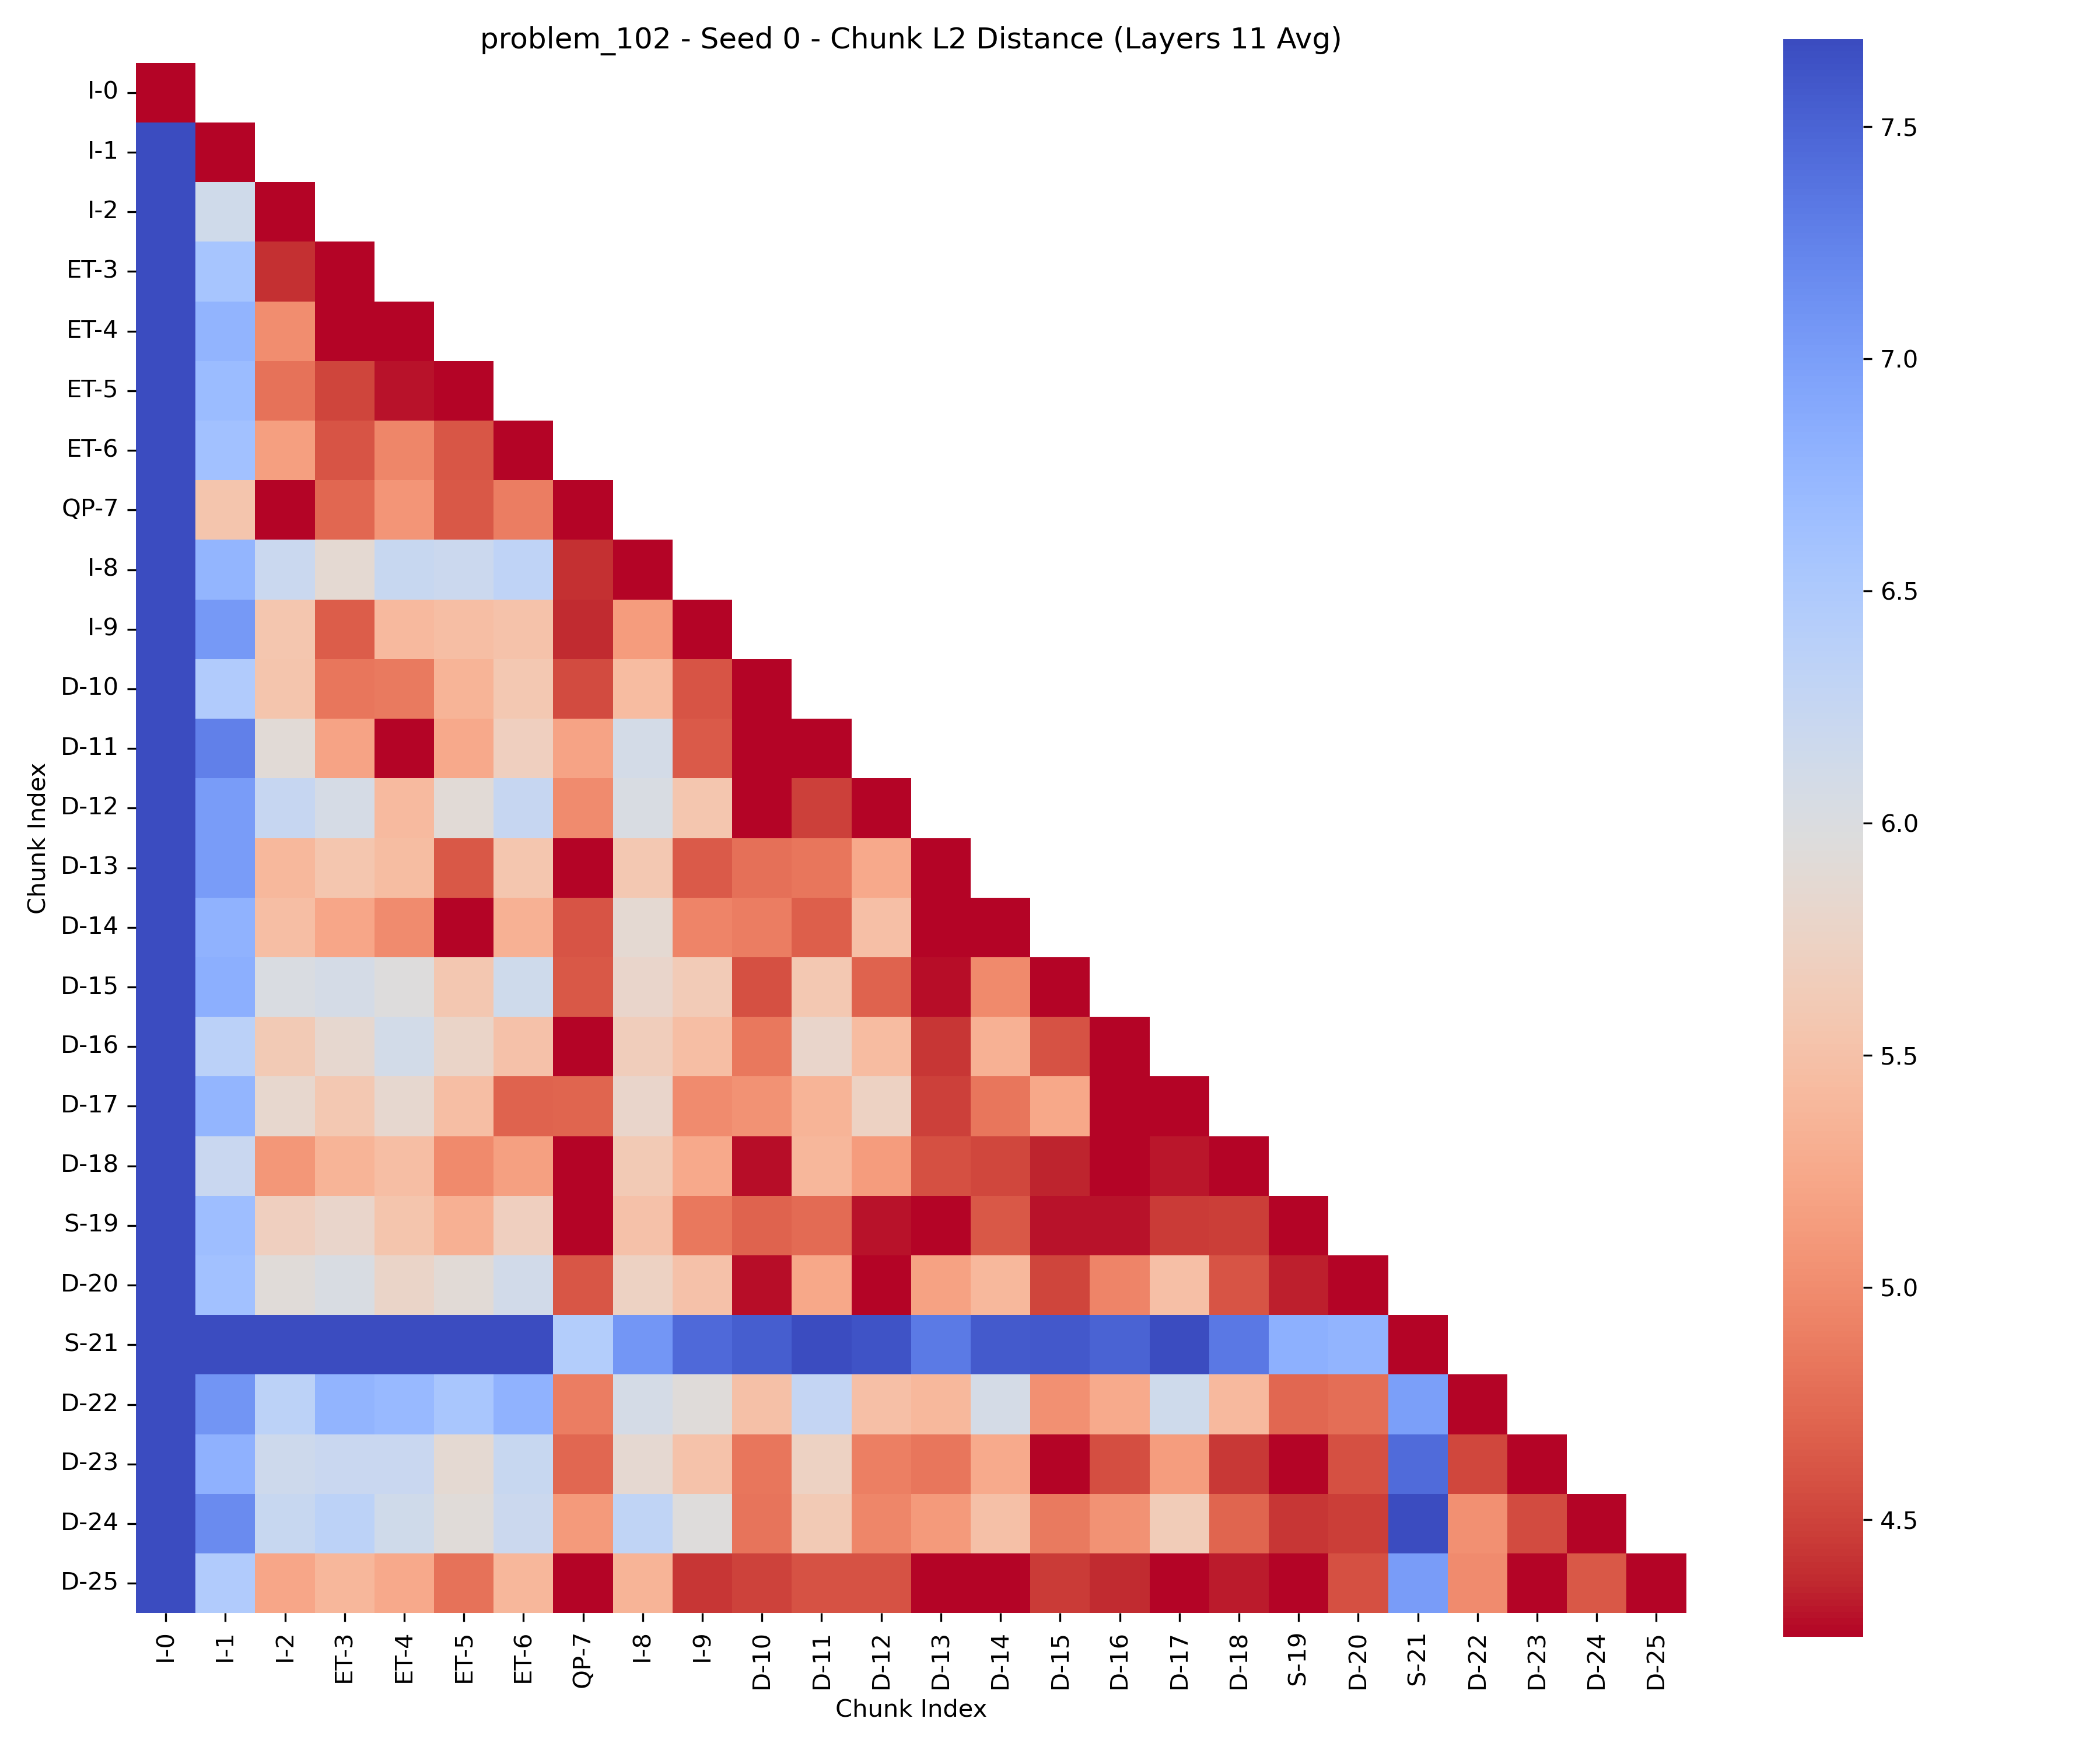 problem_102 - Seed 0 - Chunk L2 Distance (Layers 11 Avg)
I-0
I-1
I-2
ET-3
ET-4
ET-5
ET-6
QP-7
I-8
I-9
D-10
D-11
D-12
D-13
D-14
D-15
D-16
D-17
D-18
S-19
D-20
S-21
D-22
D-23
D-24
D-25
Chunk Index
I-0 I-1 I-2 ET-3 ET-4 ET-5 ET-6 QP-7 I-8 I-9 D-10 D-11 D-12 D-13 D-14 D-15 D-16 D-17 D-18 S-19 D-20 S-21 D-22 D-23 D-24 D-25
Chunk Index
7.5
7.0
6.5
6.0
5.5
5.0
4.5